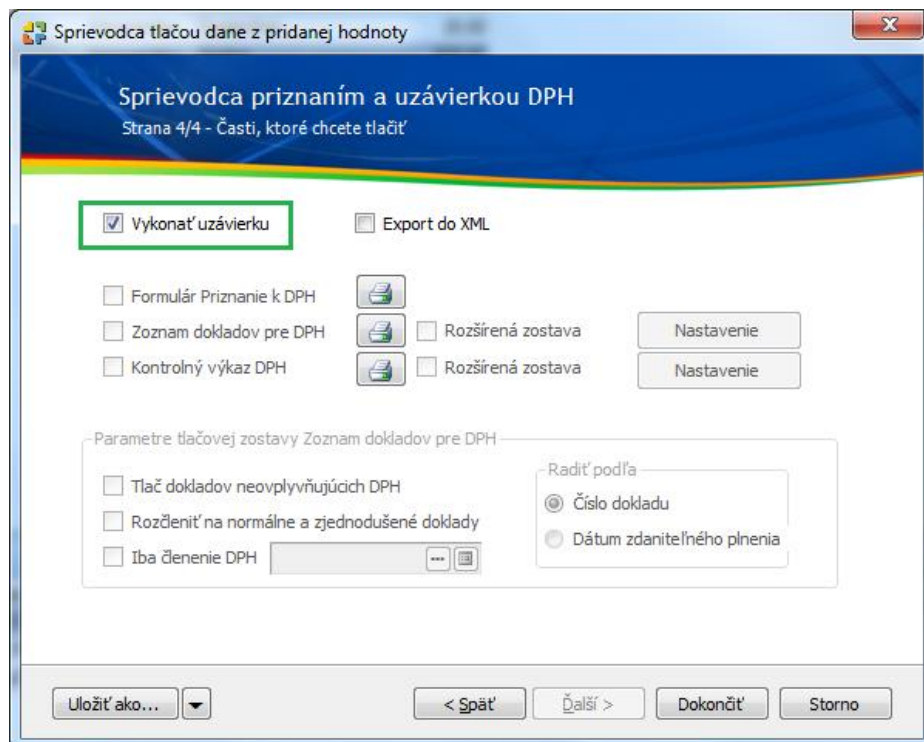 Sprievodca tlačou dane z pridanej hodnoty
Sprievodca priznaním a uzávierkou DPH
Strana 4/4 - Časti, ktoré chcete tlačiť
Vykonať uzávierku Export do XML
Formulár Priznanie k DPH
Zoznam dokladov pre DPH Rozšírená zostava Nastavenie
Kontrolný výkaz DPH Rozšírená zostava Nastavenie
Parametre tlačovej zostavy Zoznam dokladov pre DPH
Radiť podľa
Tlač dokladov neovplyvňujúcich DPH
Číslo dokladu
Rozčleniť na normálne a zjednodušené doklady
Dátum zdaniteľného plnenia
Iba členenie DPH ...
Uložiť ako... < Späť Ďalší > Dokončiť Storno